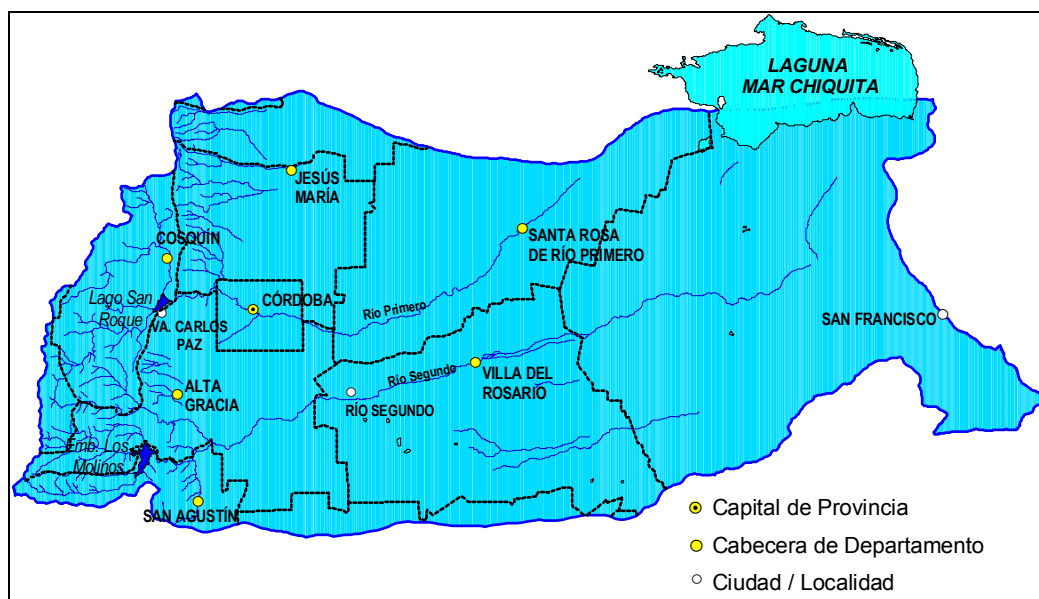 LAGUNA
MAR CHIQUITA
JESÚS
MARÍA
COSQUÍN
SANTA ROSA
DE RÍO PRIMERO
Lago San
Roque
CÓRDOBA
Río Primero
VA. CARLOS
PAZ
SAN FRANCISCO
Río Segundo
VILLA DEL
ROSARIO
ALTA
GRACIA
RÍO SEGUNDO
Emb. Los
Molinos
SAN AGUSTÍN
Capital de Provincia
Cabecera de Departamento
Ciudad / Localidad